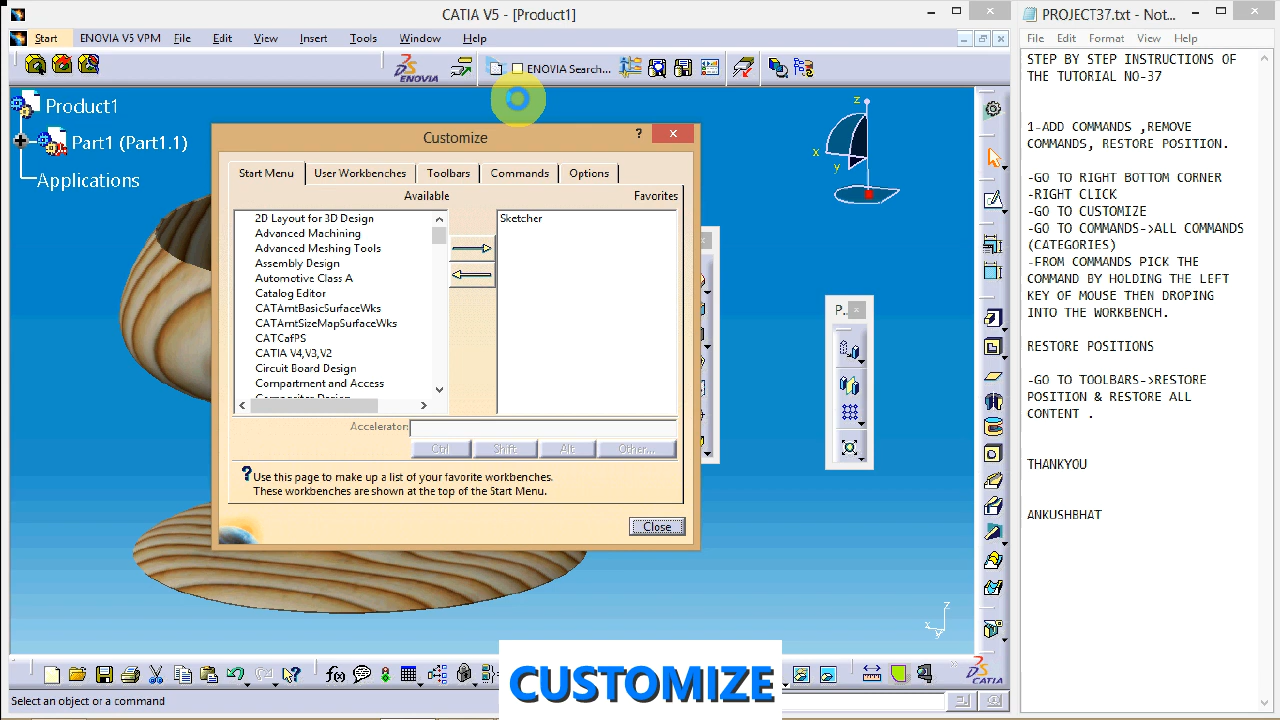 CATIA V5 - [Product1]
Start ENOVIA V5 VPM File Edit View Insert Tools Window Help
ENOVIA
ENOVIA Search...
Product1
Part1 (Part1.1)
Applications
z
x
y
Customize
?
Start Menu User Workbenches Toolbars Commands Options
Available Favorites
2D Layout for 3D Design
Advanced Machining
Advanced Meshing Tools
Assembly Design
Automotive Class A
Catalog Editor
CATAmtBasicSurfaceWks
CATAmtSizeMapSurfaceWks
CATCafPS
CATIA V4,V3,V2
Circuit Board Design
Compartment and Access
Composites Design
Sketcher
Accelerator:
Ctrl Shift Alt Other...
Use this page to make up a list of your favorite workbenches.
These workbenches are shown at the top of the Start Menu.
Close
P...
z
x
y
f(x)
CATIA
CUSTOMIZE
Select an object or a command
PROJECT37.txt - Not...
File Edit Format View Help
STEP BY STEP INSTRUCTIONS OF
THE TUTORIAL NO-37
1-ADD COMMANDS ,REMOVE
COMMANDS, RESTORE POSITION.
-GO TO RIGHT BOTTOM CORNER
-RIGHT CLICK
-GO TO CUSTOMIZE
-GO TO COMMANDS->ALL COMMANDS
(CATEGORIES)
-FROM COMMANDS PICK THE
COMMAND BY HOLDING THE LEFT
KEY OF MOUSE THEN DROPING
INTO THE WORKBENCH.
RESTORE POSITIONS
-GO TO TOOLBARS->RESTORE
POSITION & RESTORE ALL
CONTENT .
THANKYOU
ANKUSHBHAT